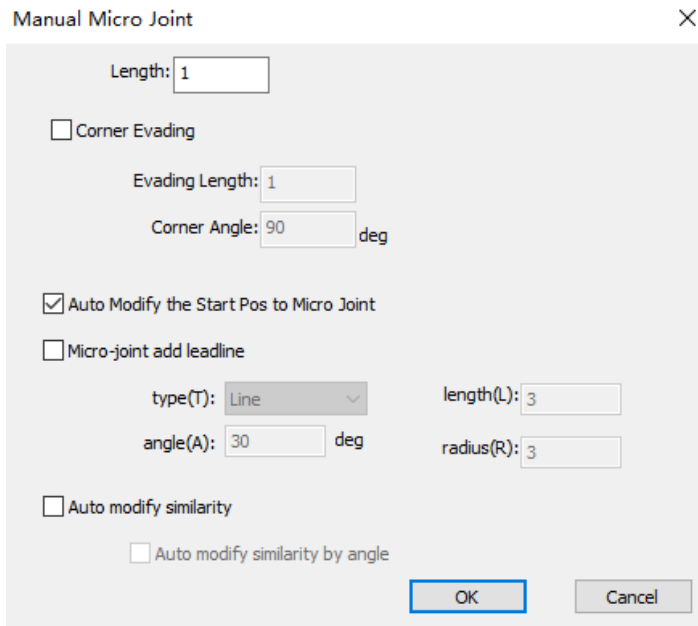 Manual Micro Joint
Length: 1
Corner Evading
Evading Length: 1
Corner Angle: 90 deg
Auto Modify the Start Pos to Micro Joint
Micro-joint add leadline
type(T): Line length(L): 3
angle(A): 30 deg radius(R): 3
Auto modify similarity
Auto modify similarity by angle
OK Cancel